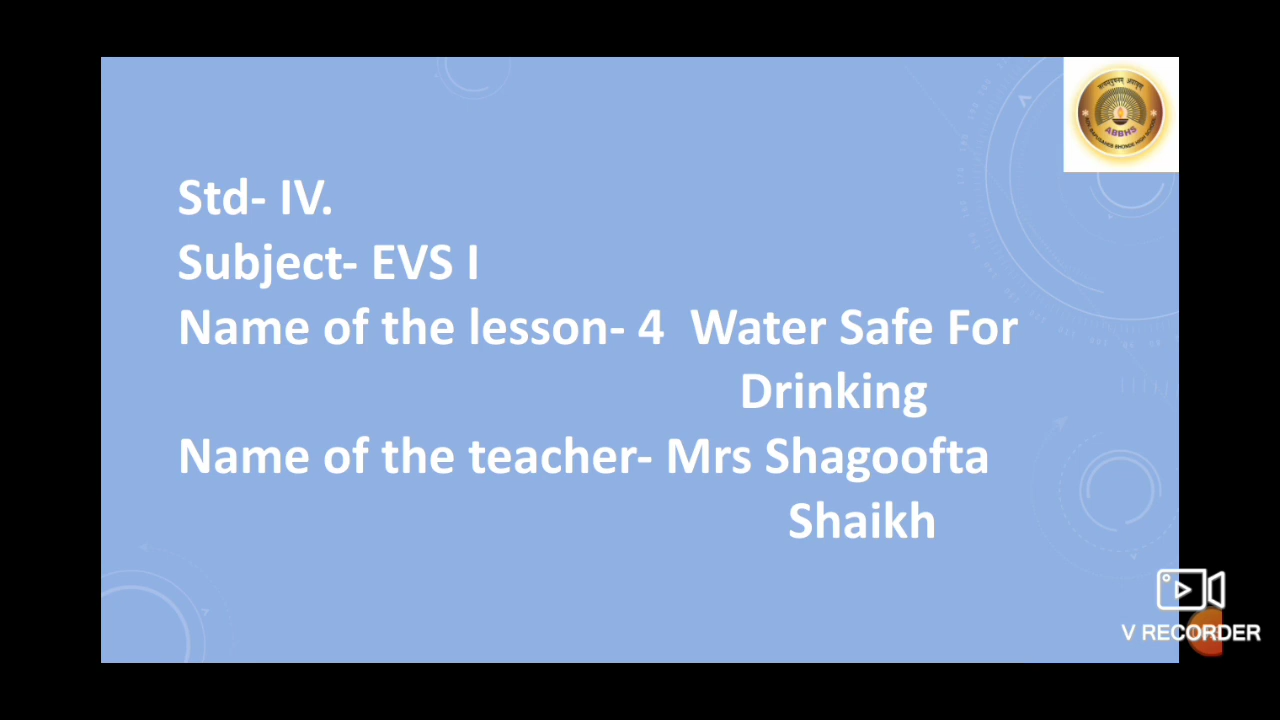 ABBHS
Std- IV.
Subject- EVS I
Name of the lesson- 4 Water Safe For
Drinking
Name of the teacher- Mrs Shagoofta
Shaikh
V RECORDER